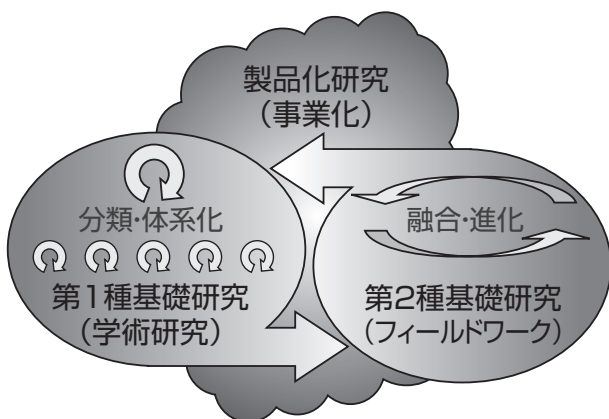 製品化研究
（事業化）
分類・体系化
第1種基礎研究
（学術研究）
融合・進化
第2種基礎研究
（フィールドワーク）